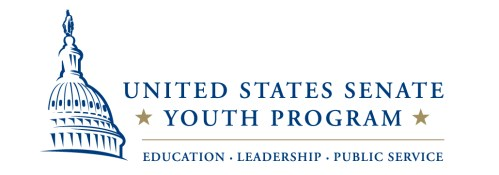 UNITED STATES SENATE
★ YOUTH PROGRAM ★
EDUCATION · LEADERSHIP · PUBLIC SERVICE